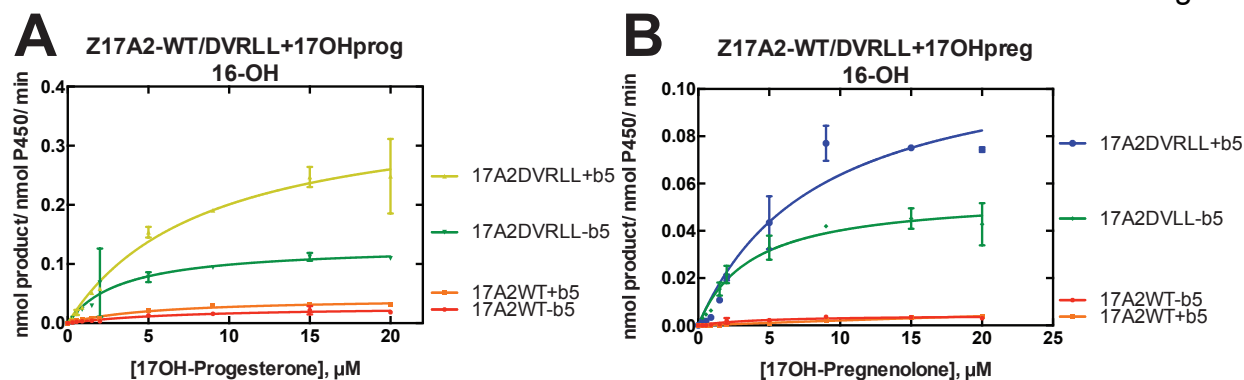 g
A
Z17A2-WT/DVRLL+17OHprog
16-OH
nmol product/ nmol P450/ min
0.4
0.3
0.2
0.1
0.0
0
5
10
15
20
[17OH-Progesterone], µM
17A2DVRLL+b5
17A2DVRLL-b5
17A2WT+b5
17A2WT-b5
B
Z17A2-WT/DVRLL+17OHpreg
16-OH
nmol product/ nmol P450/ min
0.10
0.08
0.06
0.04
0.02
0.00
0
5
10
15
20
25
[17OH-Pregnenolone], µM
17A2DVRLL+b5
17A2DVLL-b5
17A2WT-b5
17A2WT+b5